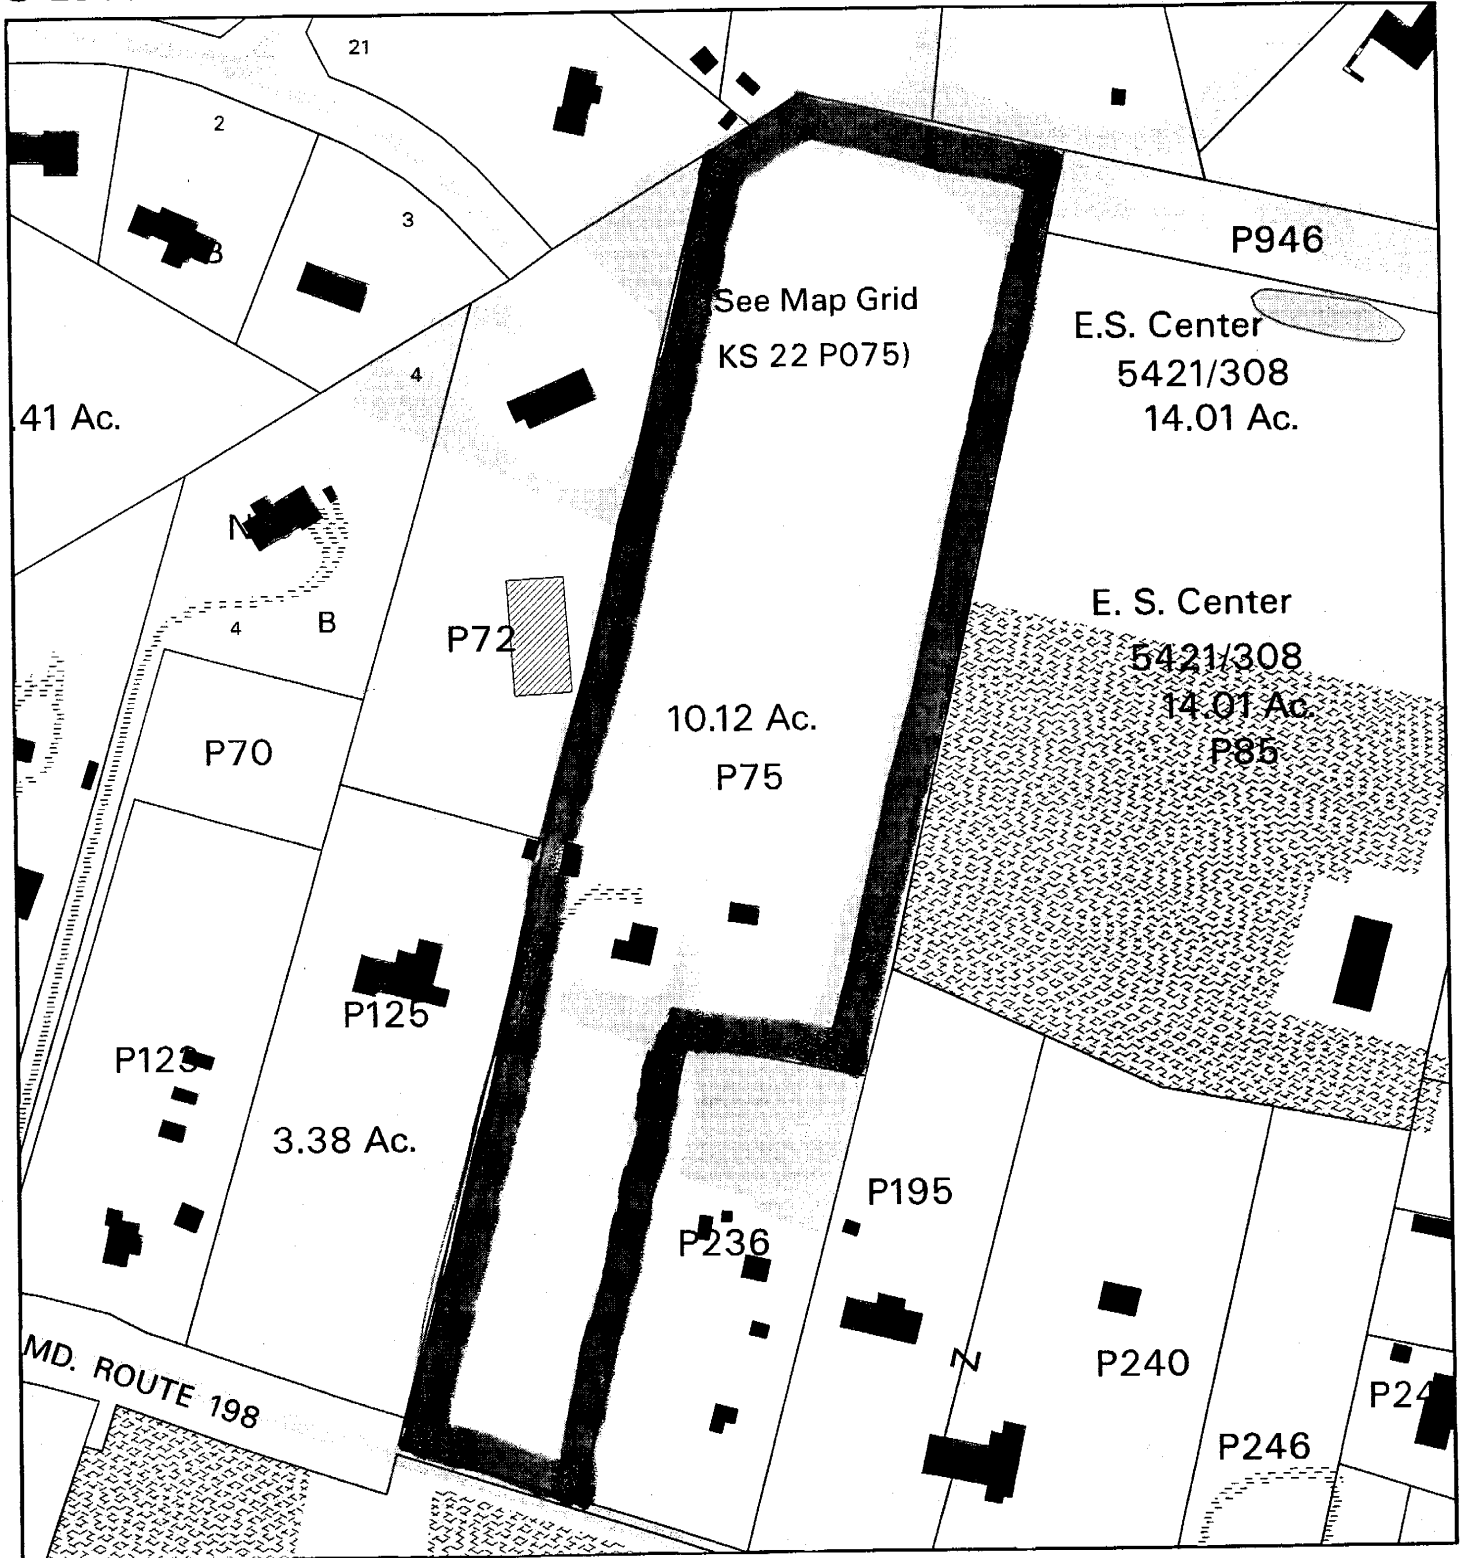 21
2
3
B
P946
See Map Grid
KS 22 P075)
E.S. Center
5421/308
14.01 Ac.
4
.41 Ac.
N
E. S. Center
5421/308
14.01 Ac.
P85
4
B
P72
10.12 Ac.
P75
P70
P125
P123
3.38 Ac.
P195
P236
Z
P240
MD. ROUTE 198
P24
P246